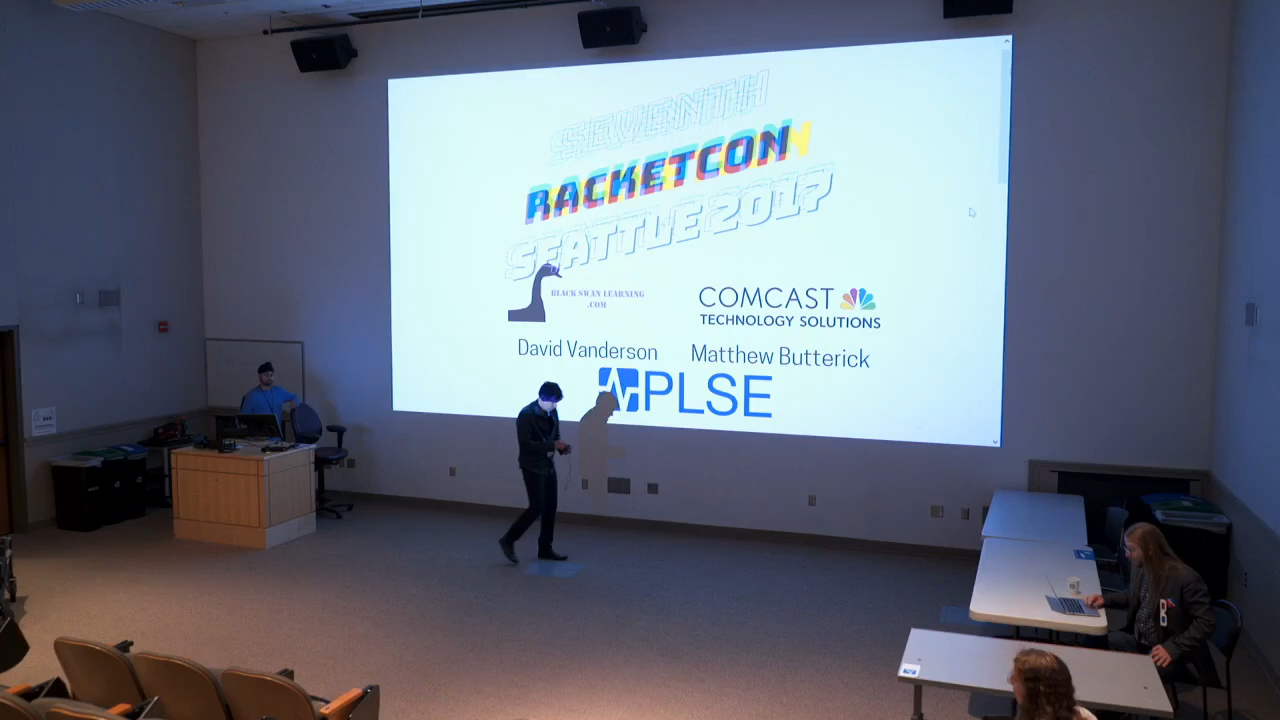 SEVENTH
RACKETCON
SEATTLE 2017
BLACK SWAN LEARNING
.COM
COMCAST
TECHNOLOGY SOLUTIONS
David Vanderson
Matthew Butterick
PLSE